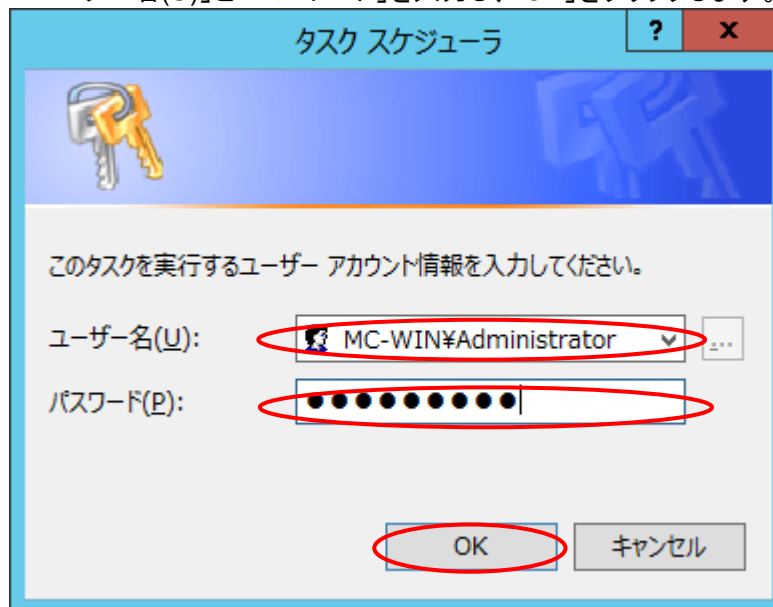 タスク スケジューラ
? x
このタスクを実行するユーザー アカウント情報を入力してください。
ユーザー名(U): MC-WIN¥Administrator ...
パスワード(P): ●●●●●●●●●
OK キャンセル